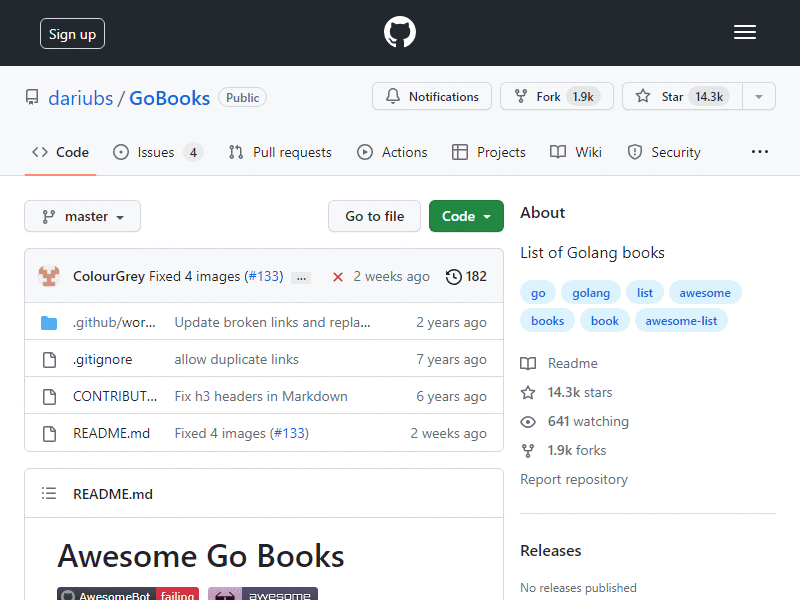 Sign up
dariubs / GoBooks Public
Notifications
Fork 1.9k
Star 14.3k
Code
Issues 4
Pull requests
Actions
Projects
Wiki
Security
...
master
Go to file
Code
ColourGrey Fixed 4 images (#133) ... 2 weeks ago 182
.github/wor... Update broken links and repla... 2 years ago
.gitignore allow duplicate links 7 years ago
CONTRIBUT... Fix h3 headers in Markdown 6 years ago
README.md Fixed 4 images (#133) 2 weeks ago
README.md
Awesome Go Books
AwesomeBot failing awesome
About
List of Golang books
go golang list awesome
books book awesome-list
Readme
14.3k stars
641 watching
1.9k forks
Report repository
Releases
No releases published